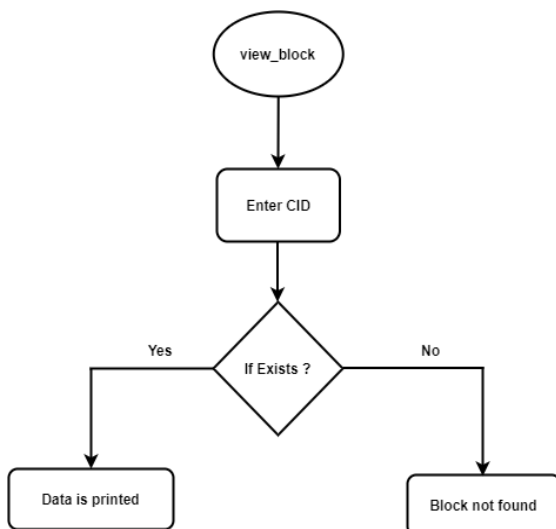 view_block
Enter CID
If Exists ?
Yes
No
Data is printed
Block not found